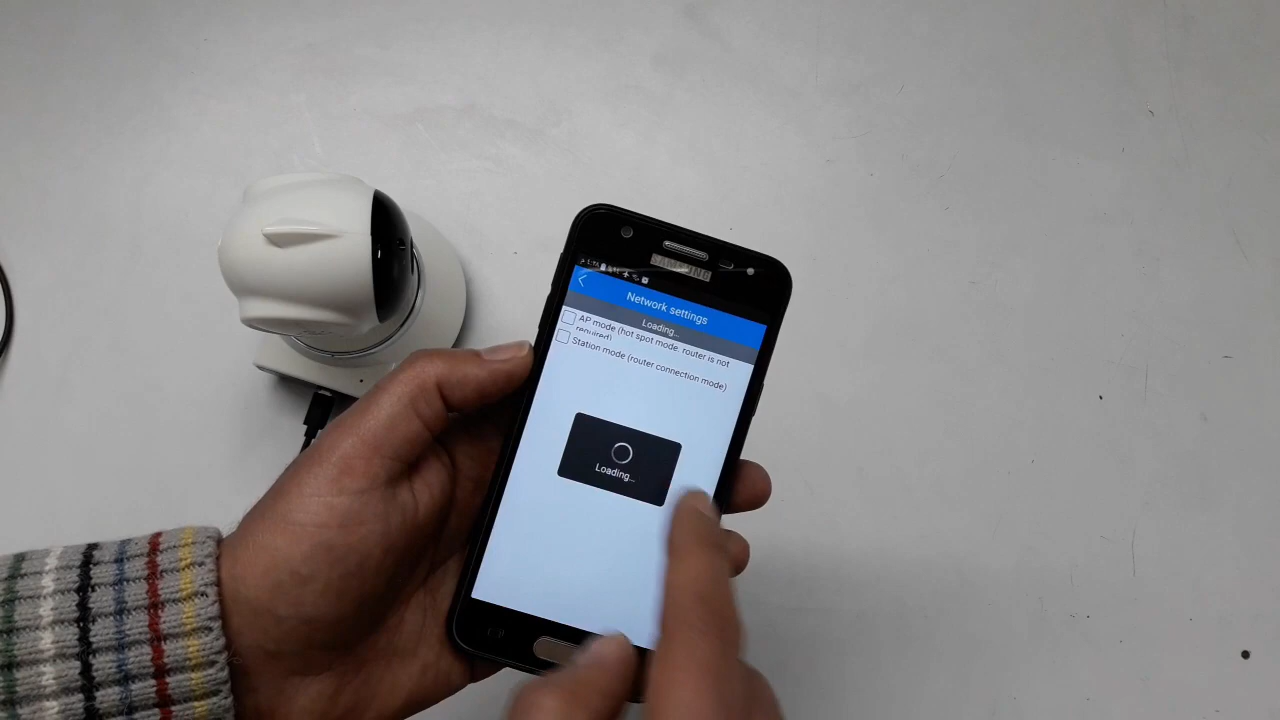 SAMSUNG
Network settings
Loading...
AP mode (hot spot mode, router is not
required)
Station mode (router connection mode)
Loading...